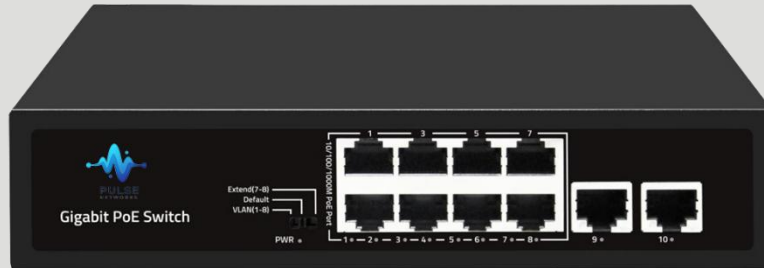 1 3 5 7
10/100/1000M PoE Port
PULSE
NETWORKS
Gigabit PoE Switch
Extend(7-8)
Default
VLAN(1-8)
PWR
1 2 3 4 5 6 7 8
9 10